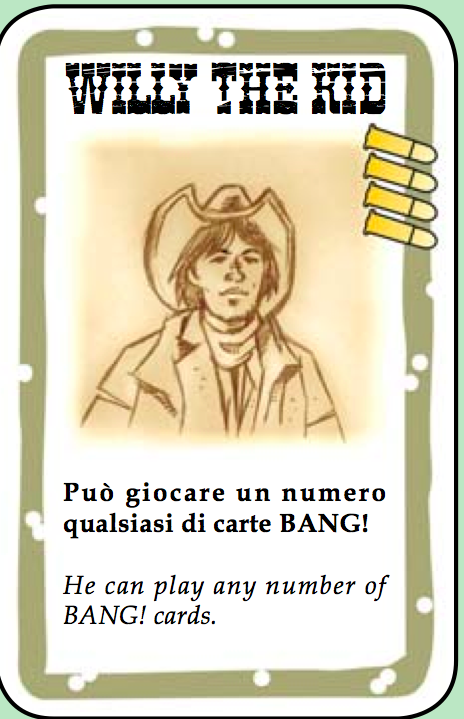 WILLY THE KID
Può giocare un numero
qualsiasi di carte BANG!
He can play any number of
BANG! cards.